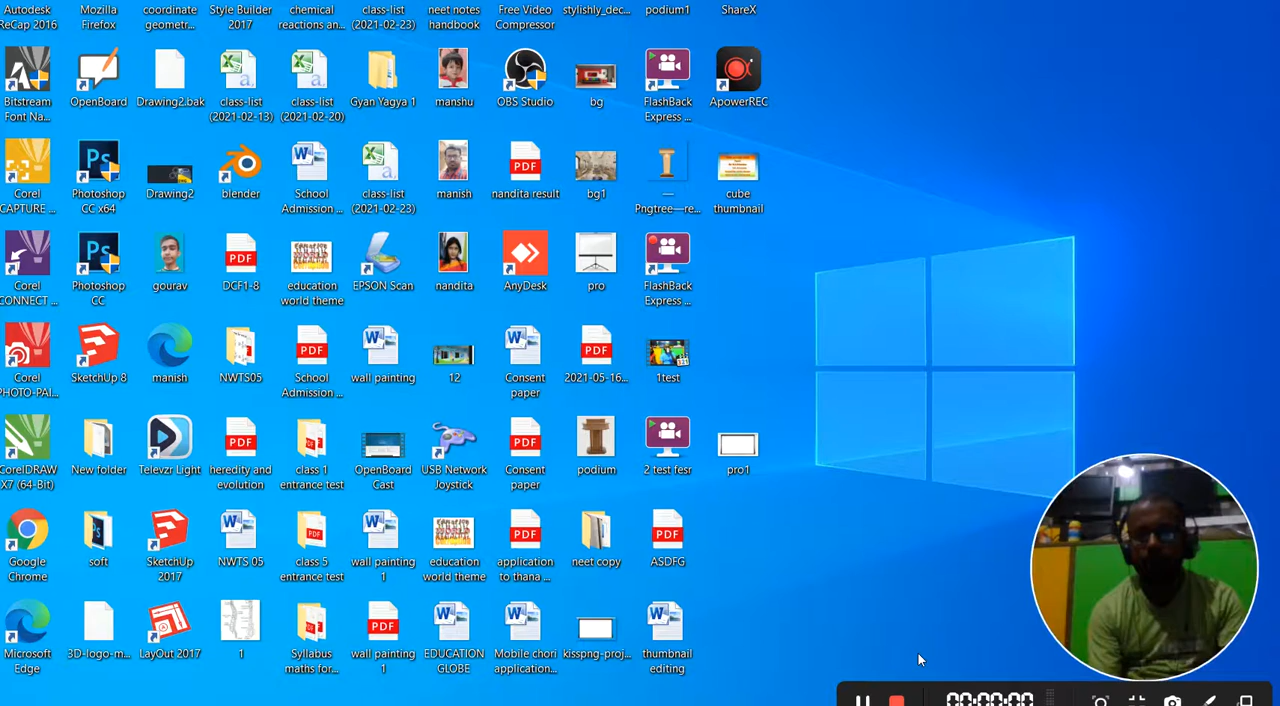 Autodesk
ReCap 2016
Mozilla
Firefox
coordinate
geometr...
Style Builder
2017
chemical
reactions an...
class-list
(2021-02-23)
neet notes
handbook
Free Video
Compressor
stylishly_dec...
podium1
ShareX
Bitstream
Font Na...
OpenBoard
Drawing2.bak
class-list
(2021-02-13)
class-list
(2021-02-20)
Gyan Yagya 1
manshu
OBS Studio
bg
FlashBack
Express ...
ApowerREC
Corel
CAPTURE ...
Photoshop
CC x64
Drawing2
blender
School
Admission ...
class-list
(2021-02-23)
manish
PDF
nandita result
bg1
—
Pngtree—re...
cube
thumbnail
Corel
CONNECT ...
Photoshop
CC
gourav
PDF
DCF1-8
education
world theme
EPSON Scan
nandita
AnyDesk
pro
FlashBack
Express ...
Corel
PHOTO-PAI...
SketchUp 8
manish
NWTS05
PDF
School
Admission ...
wall painting
12
Consent
paper
PDF
2021-05-16...
1test
CorelDRAW
X7 (64-Bit)
New folder
Televzr Light
PDF
heredity and
evolution
class 1
entrance test
OpenBoard
Cast
USB Network
Joystick
PDF
Consent
paper
podium
2 test fesr
pro1
Google
Chrome
soft
SketchUp
2017
NWTS 05
class 5
entrance test
wall painting
1
education
world theme
PDF
application
to thana ...
neet copy
PDF
ASDFG
Microsoft
Edge
3D-logo-m...
LayOut 2017
1
Syllabus
maths for...
PDF
wall painting
1
EDUCATION
GLOBE
Mobile chori
application...
kisspng-proj...
thumbnail
editing
00:00:00